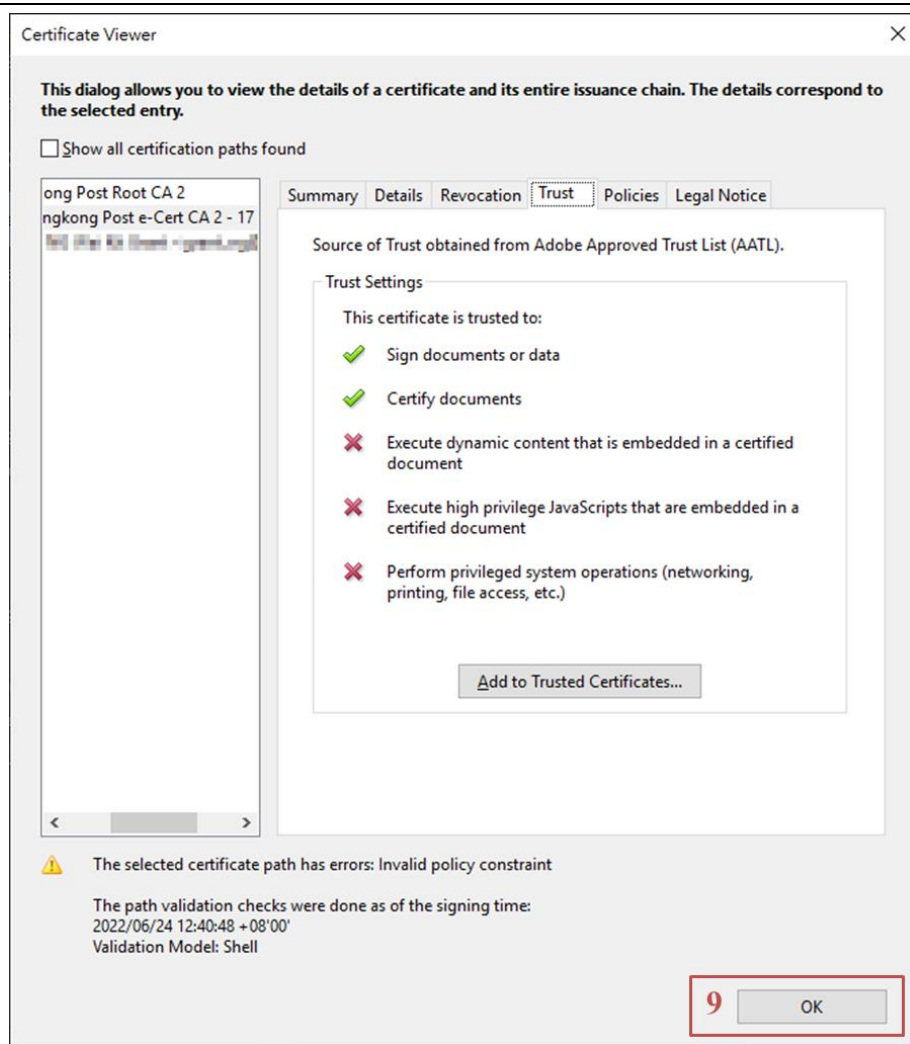 Certificate Viewer
This dialog allows you to view the details of a certificate and its entire issuance chain. The details correspond to
the selected entry.
Show all certification paths found
ong Post Root CA 2
ngkong Post e-Cert CA 2 - 17
Summary Details Revocation Trust Policies Legal Notice
Source of Trust obtained from Adobe Approved Trust List (AATL).
Trust Settings
This certificate is trusted to:
Sign documents or data
Certify documents
Execute dynamic content that is embedded in a certified
document
Execute high privilege JavaScripts that are embedded in a
certified document
Perform privileged system operations (networking,
printing, file access, etc.)
Add to Trusted Certificates...
The selected certificate path has errors: Invalid policy constraint
The path validation checks were done as of the signing time:
2022/06/24 12:40:48 +08'00'
Validation Model: Shell
9 OK